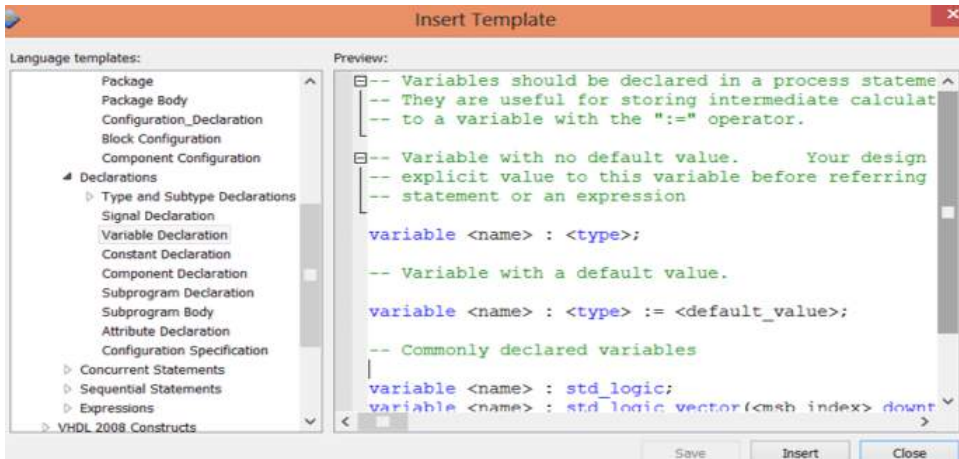 Insert Template
Language templates:
Package
Package Body
Configuration_Declaration
Block Configuration
Component Configuration
Declarations
Type and Subtype Declarations
Signal Declaration
Variable Declaration
Constant Declaration
Component Declaration
Subprogram Declaration
Subprogram Body
Attribute Declaration
Configuration Specification
Concurrent Statements
Sequential Statements
Expressions
VHDL 2008 Constructs
Preview:
-- Variables should be declared in a process stateme
-- They are useful for storing intermediate calculat
-- to a variable with the ":=" operator.
-- Variable with no default value. Your design
-- explicit value to this variable before referring
-- statement or an expression
variable <name> : <type>;
-- Variable with a default value.
variable <name> : <type> := <default_value>;
-- Commonly declared variables
variable <name> : std_logic;
variable <name> : std_logic_vector(<msb_index> downt
Save
Insert
Close